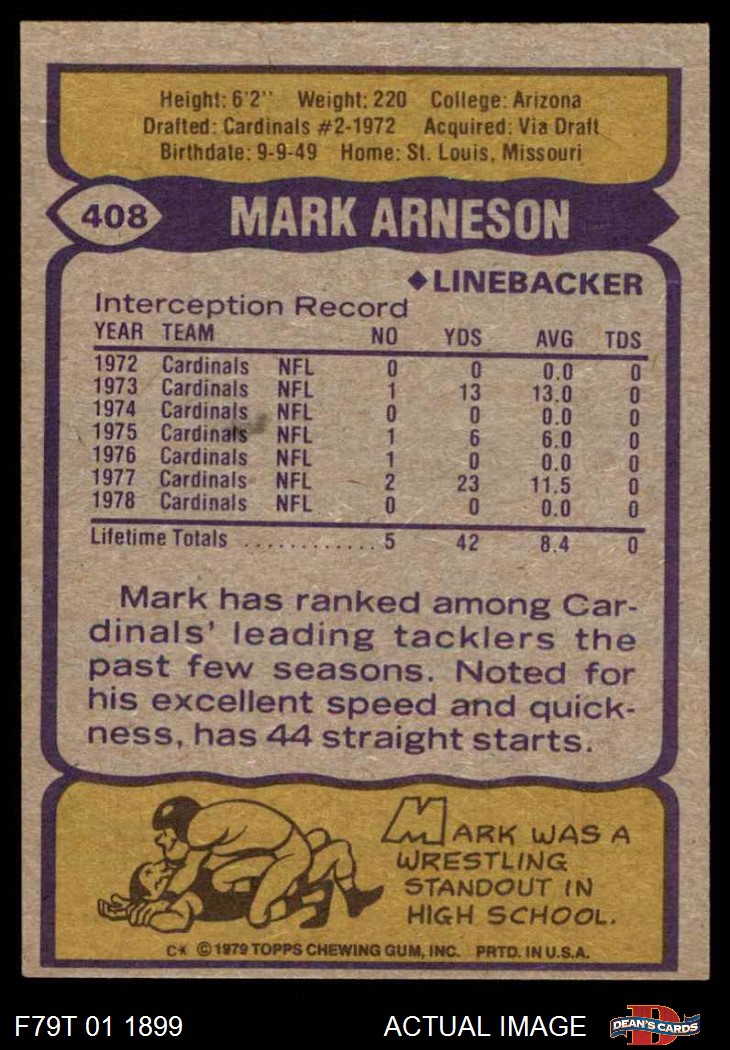 Height: 6'2" Weight: 220 College: Arizona
Drafted: Cardinals #2-1972 Acquired: Via Draft
Birthdate: 9-9-49 Home: St. Louis, Missouri
408 MARK ARNESON
◆LINEBACKER
Interception Record
YEAR TEAM NO YDS AVG TDS
1972 Cardinals NFL 0 0 0.0 0
1973 Cardinals NFL 1 13 13.0 0
1974 Cardinals NFL 0 0 0.0 0
1975 Cardinals NFL 1 6 6.0 0
1976 Cardinals NFL 1 0 0.0 0
1977 Cardinals NFL 2 23 11.5 0
1978 Cardinals NFL 0 0 0.0 0
Lifetime Totals ............ 5 42 8.4 0
Mark has ranked among Car-
dinals' leading tacklers the
past few seasons. Noted for
his excellent speed and quick-
ness, has 44 straight starts.
MARK WAS A
WRESTLING
STANDOUT IN
HIGH SCHOOL.
C* © 1979 TOPPS CHEWING GUM, INC. PRTD. IN U.S.A.
F79T 01 1899 ACTUAL IMAGE D DEAN'S CARDS